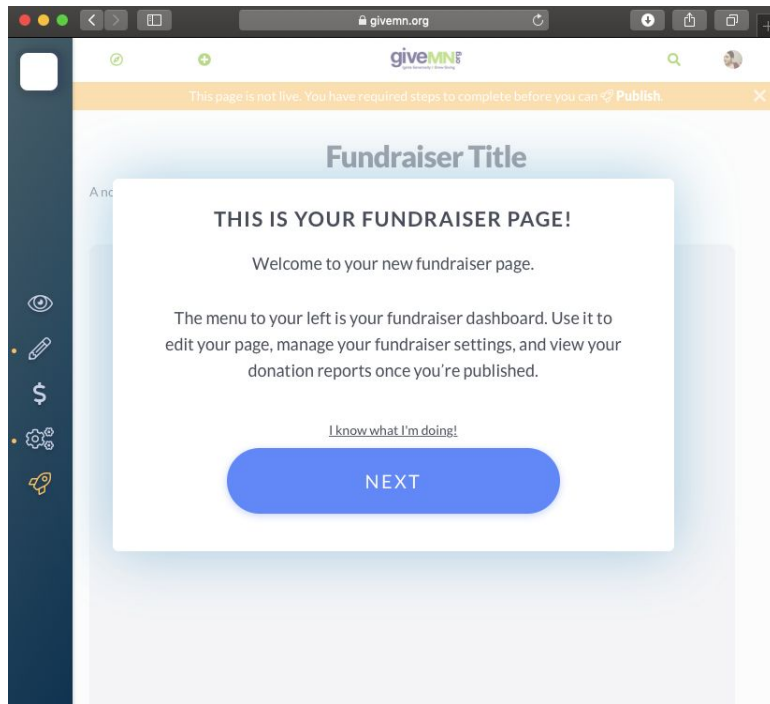 givemn.org
giveMN.org
This page is not live. You have required steps to complete before you can Publish.
Fundraiser Title
A
THIS IS YOUR FUNDRAISER PAGE!
Welcome to your new fundraiser page.
The menu to your left is your fundraiser dashboard. Use it to
edit your page, manage your fundraiser settings, and view your
donation reports once you're published.
I know what I'm doing!
NEXT